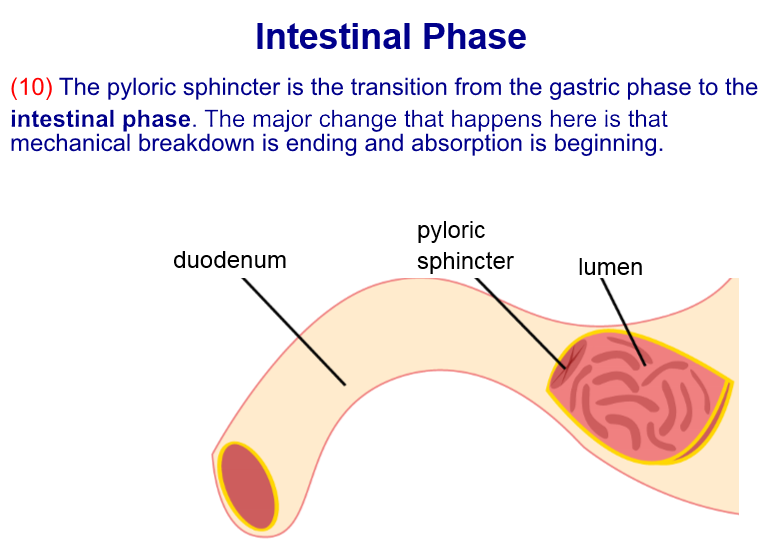 Intestinal Phase
(10) The pyloric sphincter is the transition from the gastric phase to the
intestinal phase. The major change that happens here is that
mechanical breakdown is ending and absorption is beginning.
pyloric
duodenum
sphincter
lumen